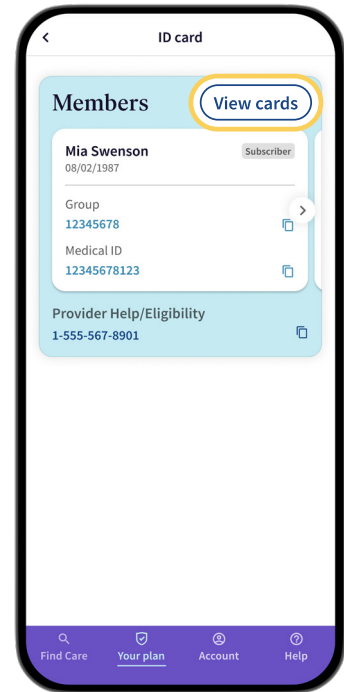 ID card
Members
View cards
Mia Swenson
Subscriber
08/02/1987
Group
12345678
Medical ID
12345678123
Provider Help/Eligibility
1-555-567-8901
Find Care
Your plan
Account
Help